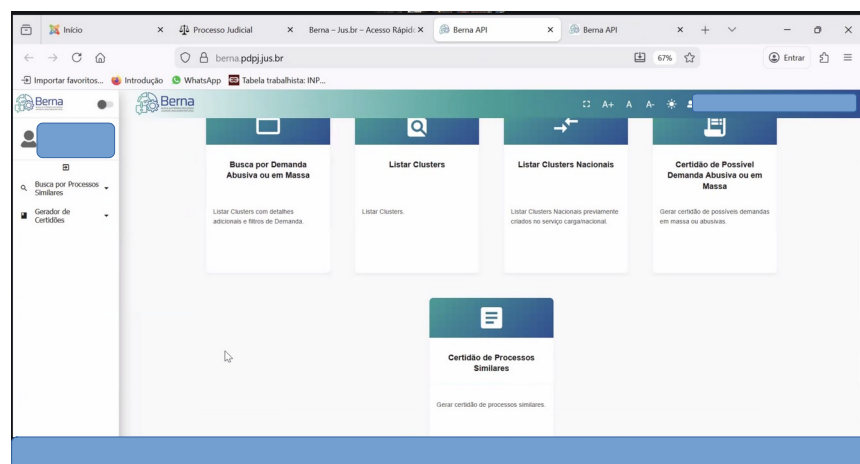 Início
Processo Judicial
Berna – Jus.br – Acesso Rápid
Berna API
Berna API
berna.pdpj.jus.br
67%
Entrar
Importar favoritos...
Introdução
WhatsApp
Tabela trabalhista: INP...
Berna
Berna
A+ A A-
Busca por Processos
Similares
Gerador de
Certidões
Busca por Demanda
Abusiva ou em Massa
Listar Clusters com detalhes
adicionais e filtros de Demanda.
Listar Clusters
Listar Clusters.
Listar Clusters Nacionais
Listar Clusters Nacionais previamente
criados no serviço carga/nacional.
Certidão de Possivel
Demanda Abusiva ou em
Massa
Gerar certidão de possíveis demandas
em massa ou abusivas.
Certidão de Processos
Similares
Gerar certidão de processos similares.